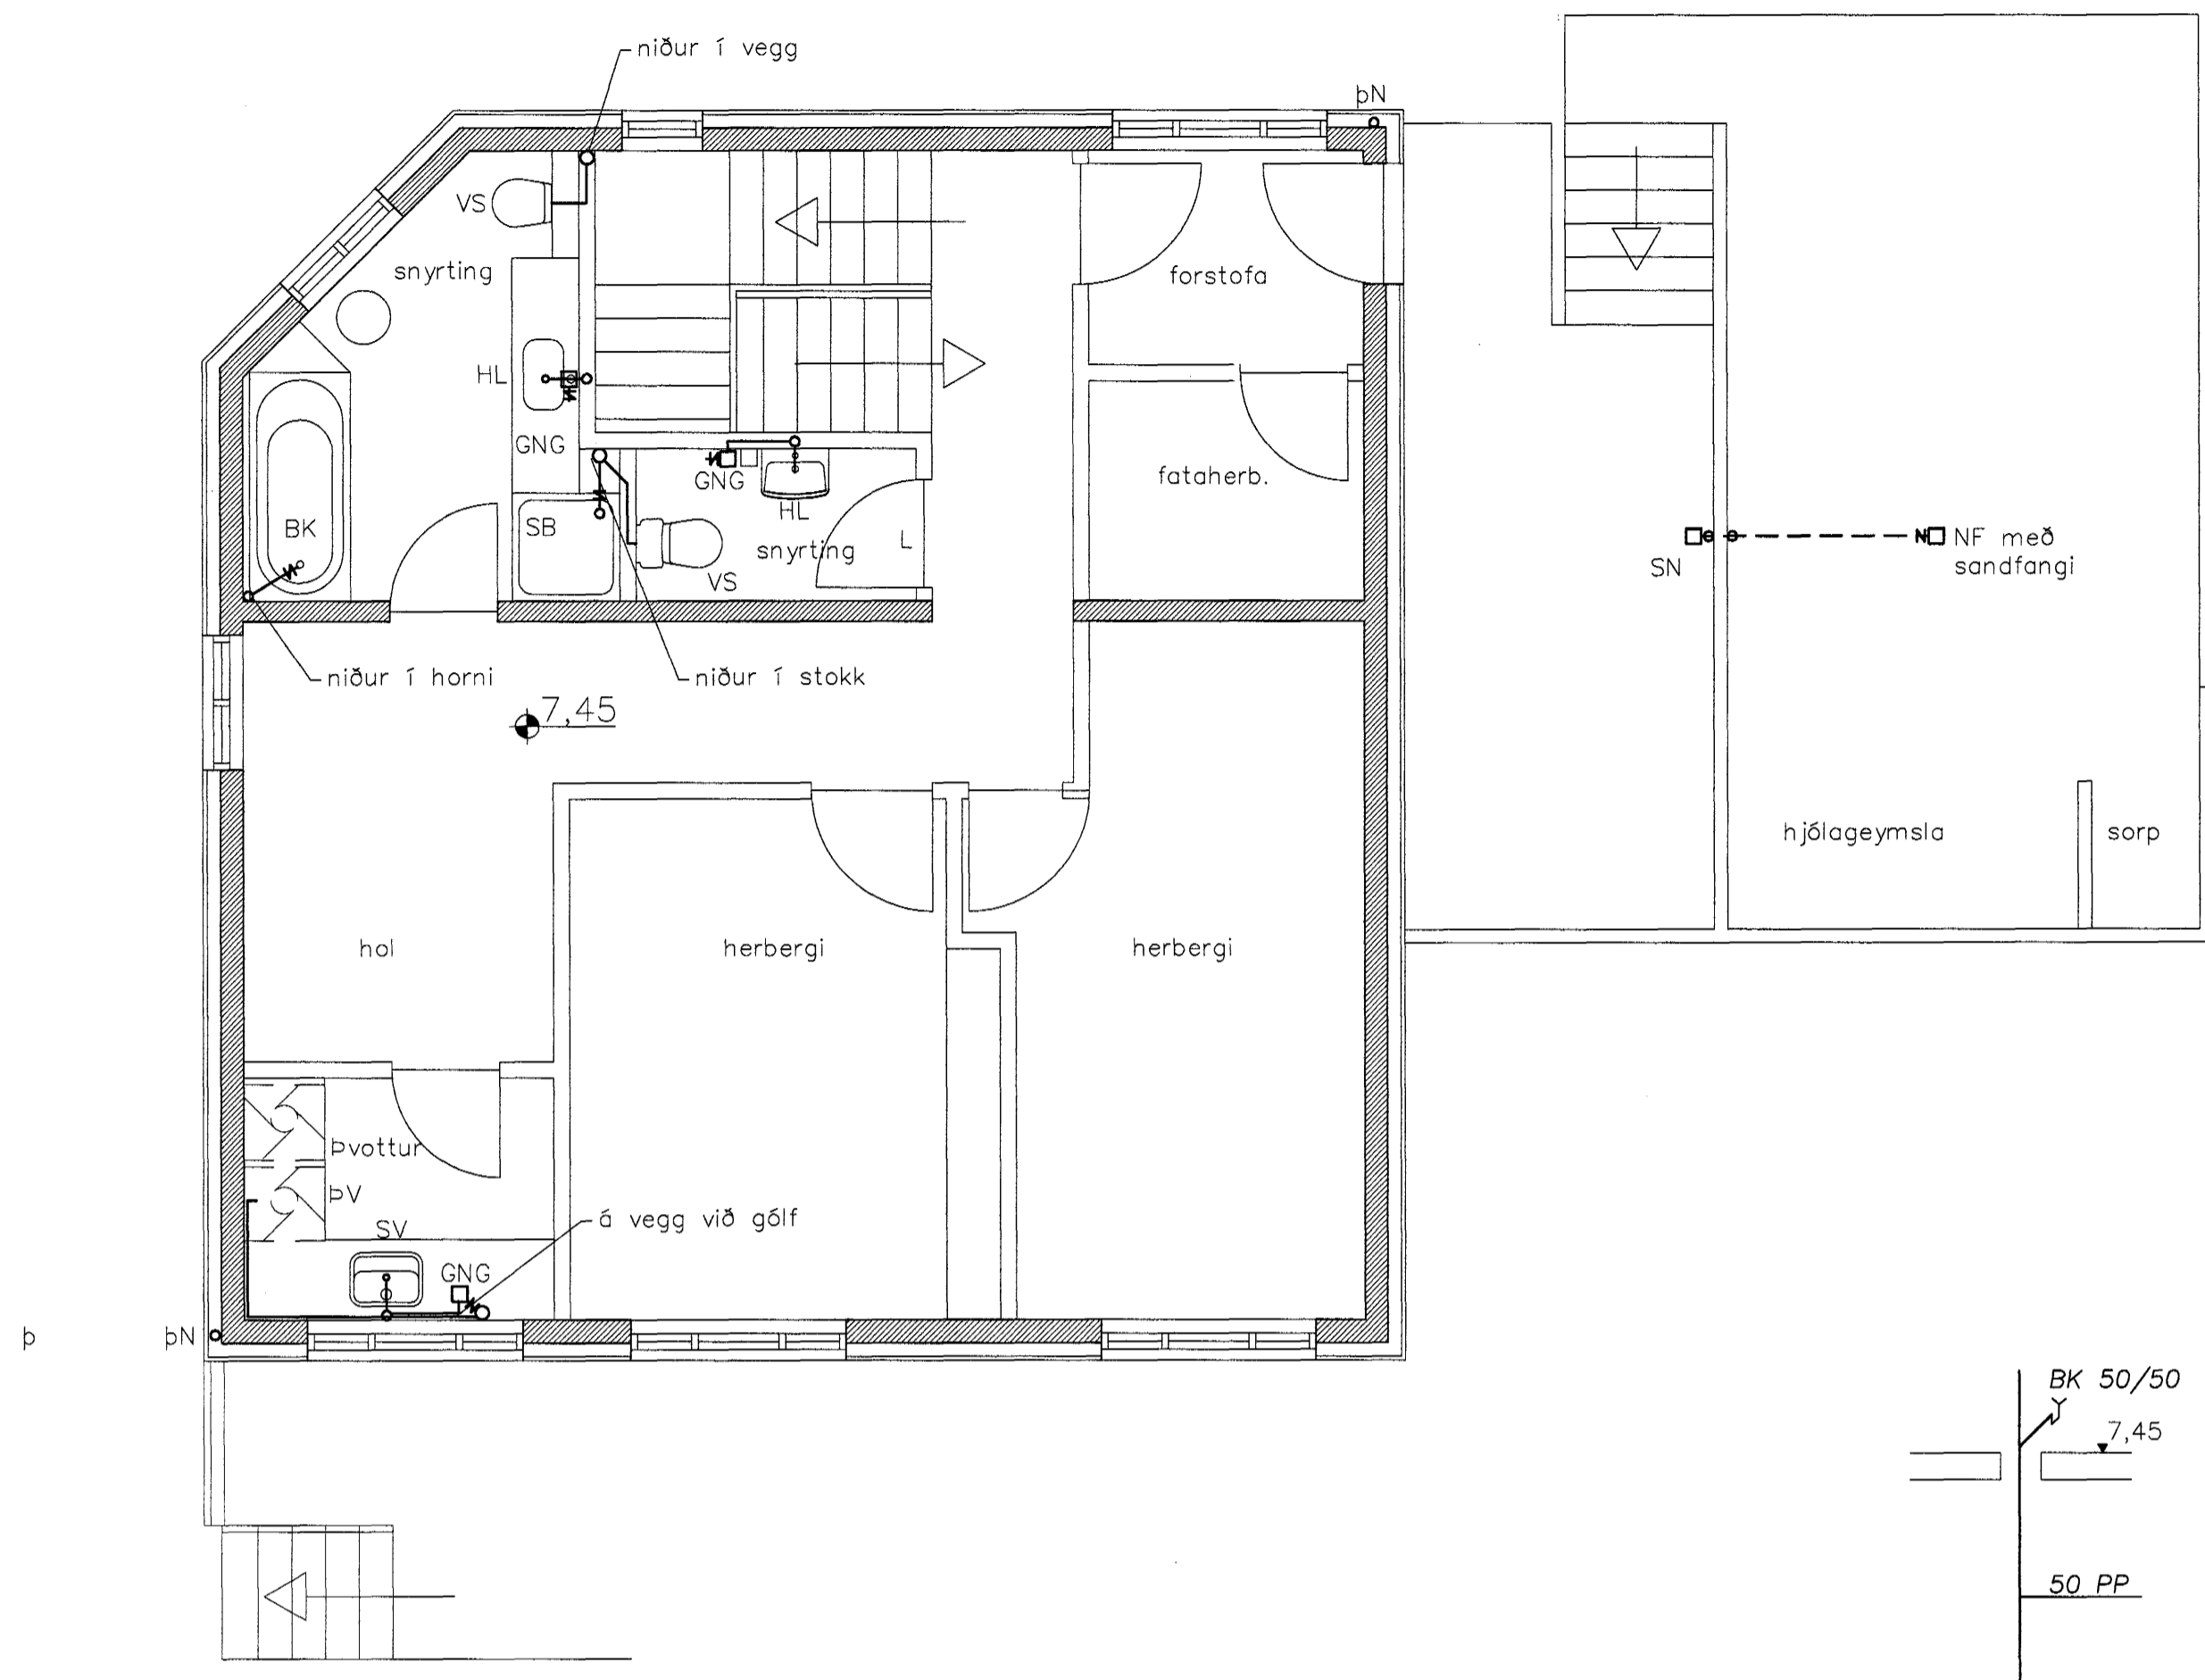 niður í vegg
þN
VS
snyrting
forstofa
HL
GNG
GNG
fataherb.
HL
BK
SB
snyrting
L
VS
SN
NF með
sandfangi
niður í horni
niður í stokk
7,45
hjólageymsla
sorp
hol
herbergi
herbergi
Þvottur
ÞV
SV
á vegg við gólf
GNG
þ
þN
BK 50/50
7,45
50 PP